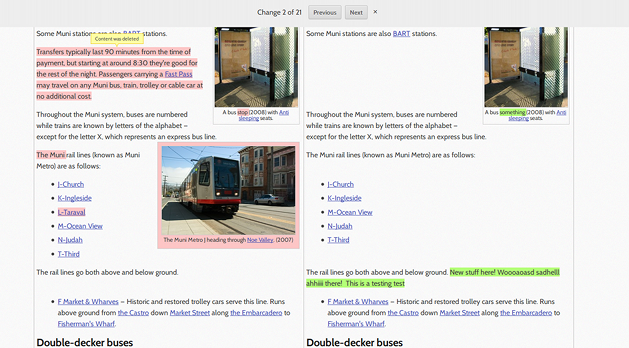 Change 2 of 21 Previous Next ×
Some Muni stations are also BART stations.
Content was deleted
Transfers typically last 90 minutes from the time of
payment, but starting at around 8:30 they're good for
the rest of the night. Passengers carrying a Fast Pass
may travel on any Muni bus, train, trolley or cable car at
no additional cost.
A bus stop (2008) with Anti
sleeping seats.
Throughout the Muni system, buses are numbered
while trains are known by letters of the alphabet –
except for the letter X, which represents an express bus line.
The Muni rail lines (known as Muni
Metro) are as follows:
J-Church
K-Ingleside
L-Taraval
M-Ocean View
N-Judah
T-Third
The Muni Metro J heading through Noe Valley. (2007)
The rail lines go both above and below ground.
F Market & Wharves – Historic and restored trolley cars serve this line. Runs
above ground from the Castro down Market Street along the Embarcadero to
Fisherman's Wharf.
Double-decker buses
Some Muni stations are also BART stations.
A bus something (2008) with Anti
sleeping seats.
Throughout the Muni system, buses are numbered
while trains are known by letters of the alphabet –
except for the letter X, which represents an express bus line.
The Muni rail lines (known as Muni Metro) are as follows:
J-Church
K-Ingleside
M-Ocean View
N-Judah
T-Third
The rail lines go both above and below ground. New stuff here! Woooaoasd sadhelll
ahhiiii there! This is a testing test
F Market & Wharves – Historic and restored trolley cars serve this line. Runs
above ground from the Castro down Market Street along the Embarcadero to
Fisherman's Wharf.
Double-decker buses